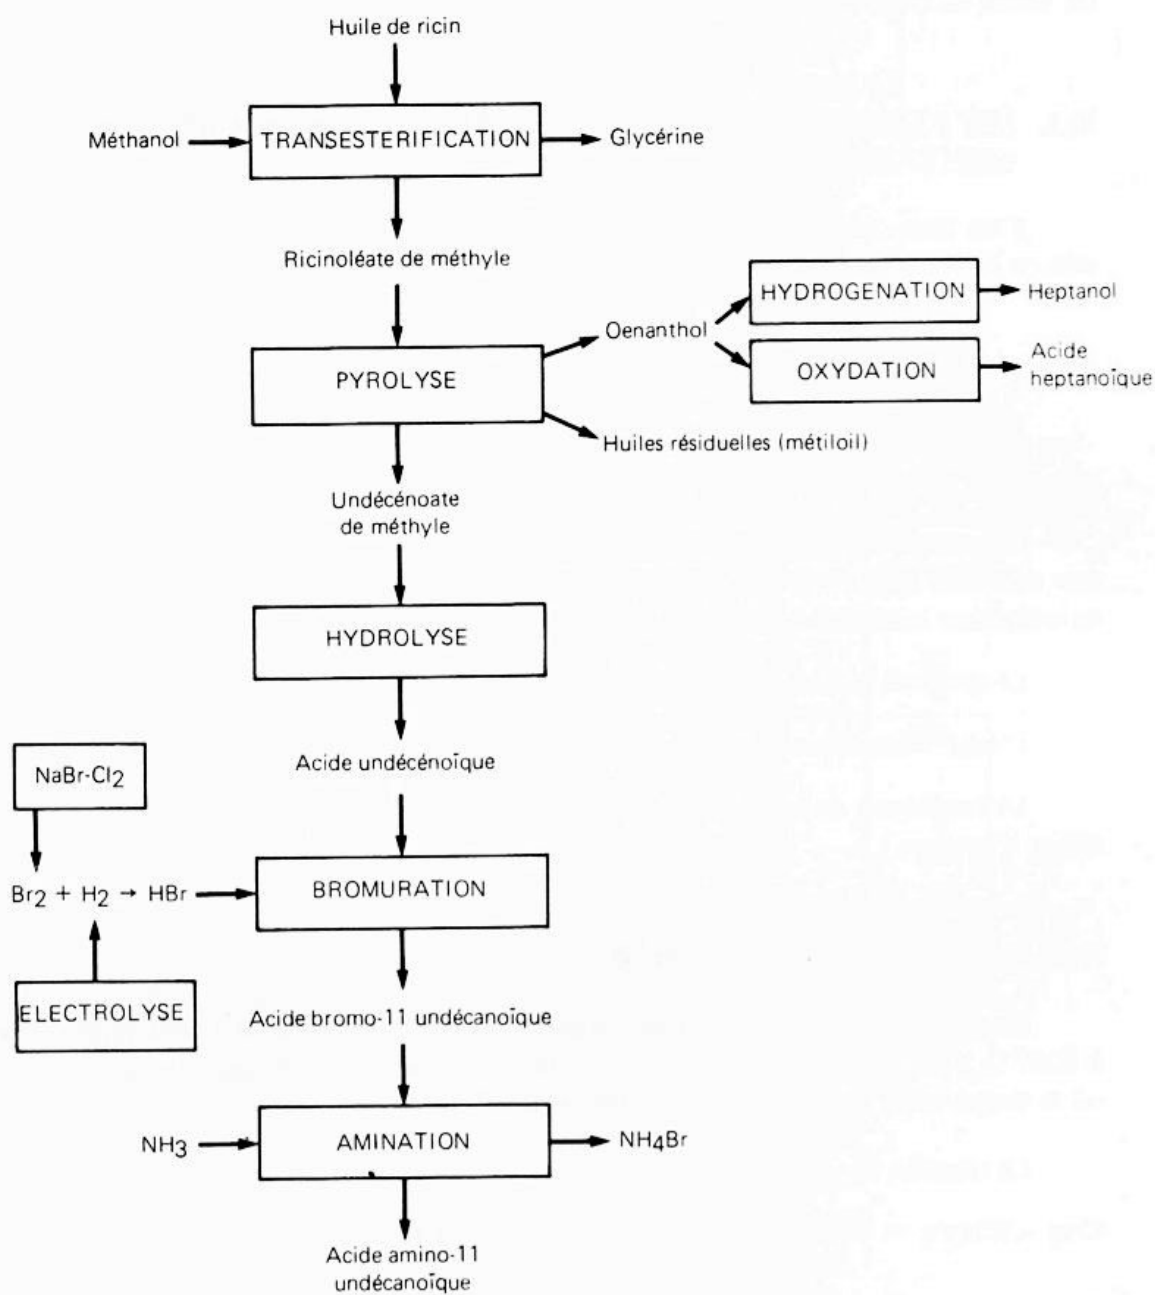 Huile de ricin
Méthanol
TRANSESTERIFICATION
Glycérine
Ricinoléate de méthyle
HYDROGENATION
Heptanol
Oenanthol
PYROLYSE
OXYDATION
Acide
heptanoïque
Huiles résiduelles (métiloil)
Undécénoate
de méthyle
HYDROLYSE
NaBr-Cl2
Acide undécénoïque
Br2 + H2 → HBr
BROMURATION
ELECTROLYSE
Acide bromo-11 undécanoïque
NH3
AMINATION
NH4Br
Acide amino-11
undécanoïque